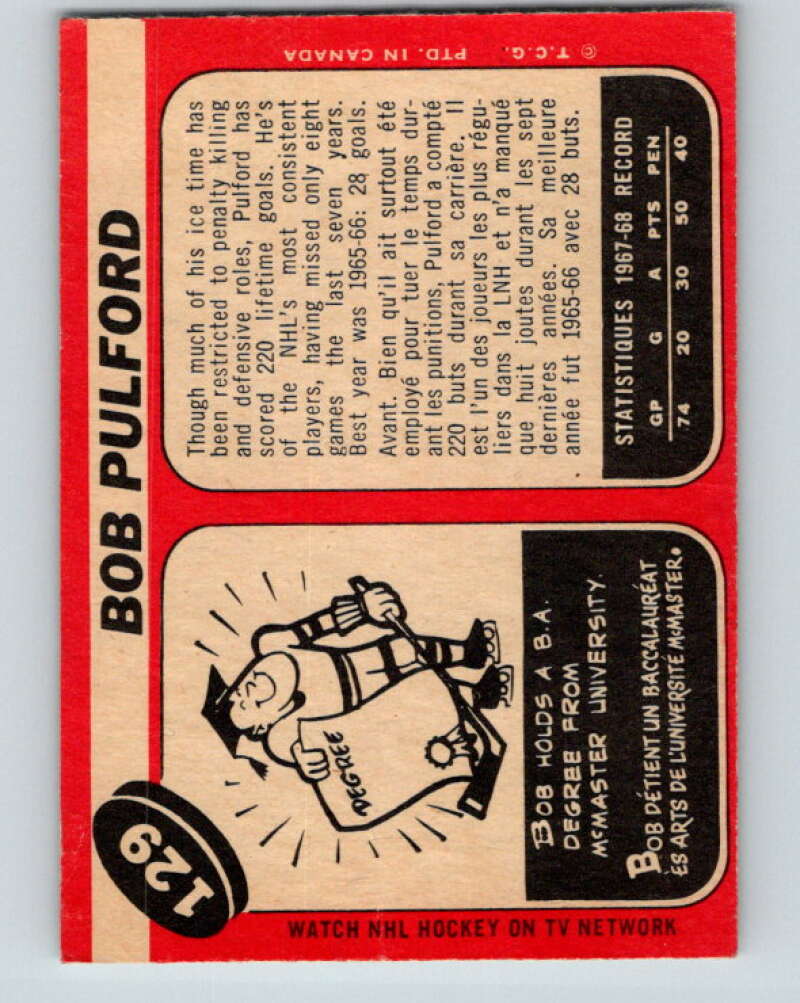 129
BOB PULFORD
WATCH NHL HOCKEY ON TV NETWORK
DEGREE
BOB HOLDS A B.A.
DEGREE FROM
McMASTER UNIVERSITY.
BOB DÉTIENT UN BACCALAURÉAT
ÈS ARTS DE L'UNIVERSITÉ McMASTER.
Though much of his ice time has
been restricted to penalty killing
and defensive roles, Pulford has
scored 220 lifetime goals. He's
of the NHL's most consistent
players, having missed only eight
games the last seven years.
Best year was 1965-66: 28 goals.
Avant. Bien qu'il ait surtout été
employé pour tuer le temps dur-
ant les punitions, Pulford a compté
220 buts durant sa carrière. Il
est l'un des joueurs les plus régu-
liers dans la LNH et n'a manqué
que huit joutes durant les sept
dernières années. Sa meilleure
année fut 1965-66 avec 28 buts.
STATISTIQUES 1967-68 RECORD
GP G A PTS PEN
74 20 30 50 40
© T.C.G. PTD. IN CANADA